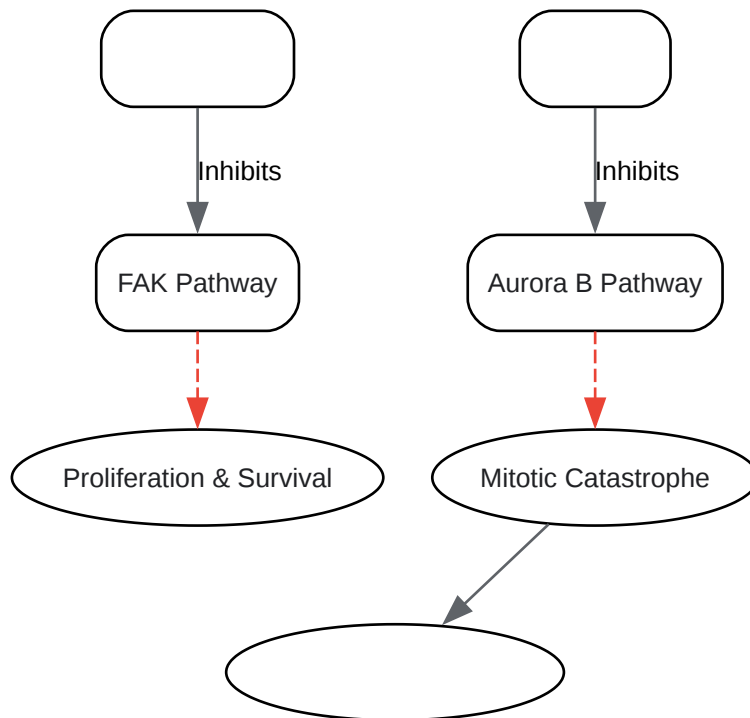 Inhibits
Inhibits
FAK Pathway
Aurora B Pathway
Proliferation & Survival
Mitotic Catastrophe